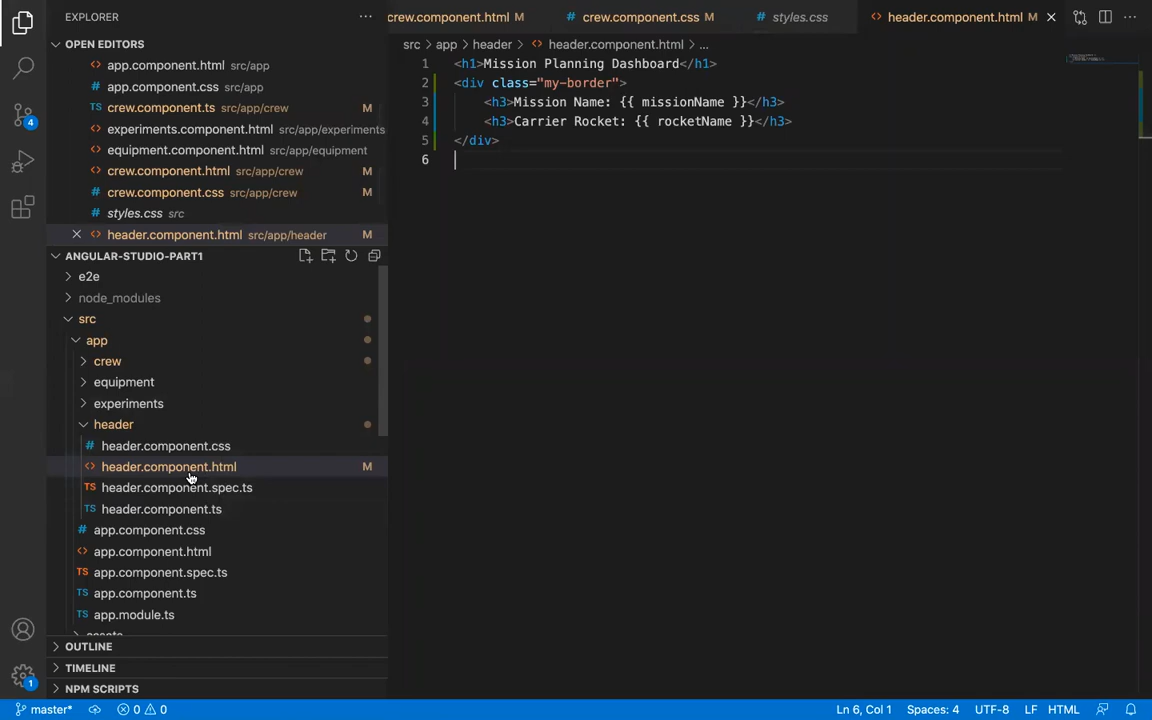 EXPLORER
OPEN EDITORS
app.component.html src/app
app.component.css src/app
TS crew.component.ts src/app/crew M
experiments.component.html src/app/experiments
equipment.component.html src/app/equipment
crew.component.html src/app/crew M
# crew.component.css src/app/crew M
# styles.css src
header.component.html src/app/header M
ANGULAR-STUDIO-PART1
e2e
node_modules
src
app
crew
equipment
experiments
header
# header.component.css
header.component.html M
TS header.component.spec.ts
TS header.component.ts
# app.component.css
app.component.html
TS app.component.spec.ts
TS app.component.ts
TS app.module.ts
OUTLINE
TIMELINE
NPM SCRIPTS
4
1
crew.component.html M # crew.component.css M # styles.css header.component.html M
src > app > header > header.component.html > ...
1 <h1>Mission Planning Dashboard</h1>
2 <div class="my-border">
3 <h3>Mission Name: {{ missionName }}</h3>
4 <h3>Carrier Rocket: {{ rocketName }}</h3>
5 </div>
6
master* 0 0 Ln 6, Col 1 Spaces: 4 UTF-8 LF HTML